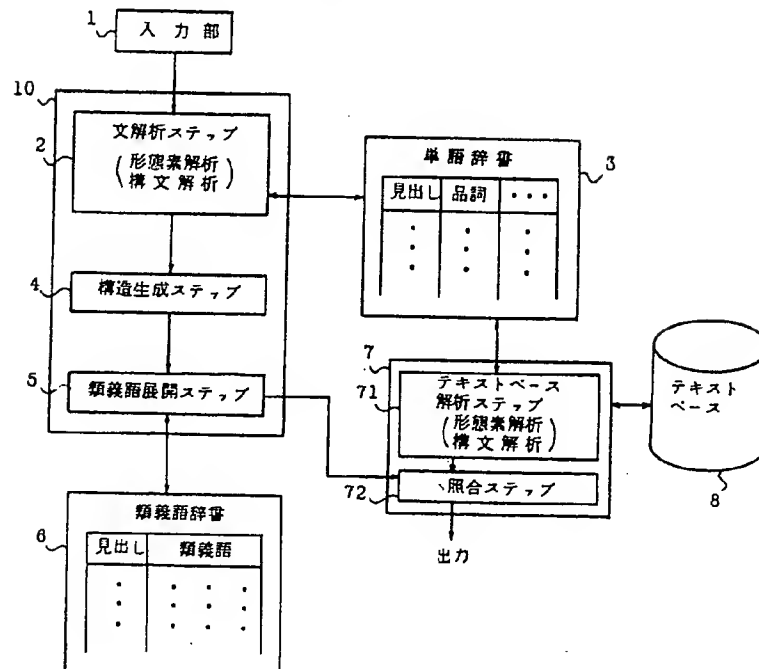 1
入力部
10
2
文解析ステップ
(形態素解析
構文解析)
単語辞書
3
見出し 品詞 ・・・
4
構造生成ステップ
5
類義語展開ステップ
7
71
テキストベース
解析ステップ
(形態素解析
構文解析)
テキスト
ベース
8
72
照合ステップ
出力
6
類義語辞書
見出し 類義語